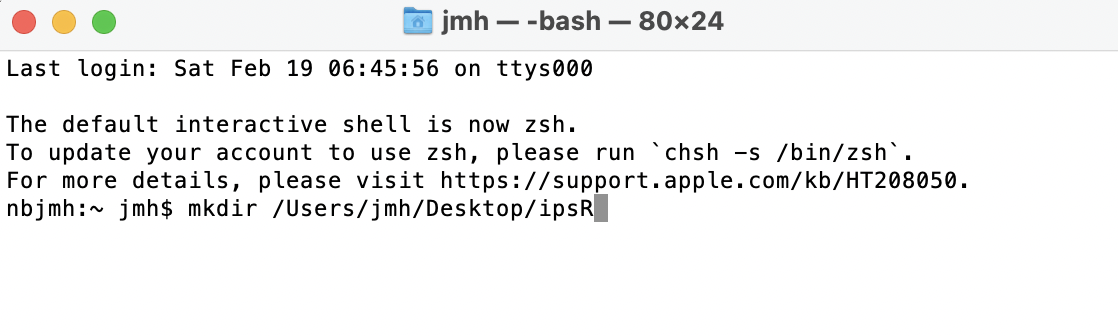 jmh — -bash — 80×24
Last login: Sat Feb 19 06:45:56 on ttys000
The default interactive shell is now zsh.
To update your account to use zsh, please run `chsh -s /bin/zsh`.
For more details, please visit https://support.apple.com/kb/HT208050.
nbjmh:~ jmh$ mkdir /Users/jmh/Desktop/ipsR